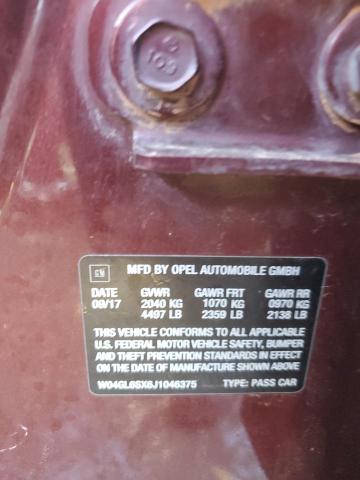 GM MFD BY OPEL AUTOMOBILE GMBH
DATE GVWR GAWR FRT GAWR RR
09/17 2040 KG 1070 KG 0970 KG
4497 LB 2359 LB 2138 LB
THIS VEHICLE CONFORMS TO ALL APPLICABLE
U.S. FEDERAL MOTOR VEHICLE SAFETY, BUMPER,
AND THEFT PREVENTION STANDARDS IN EFFECT
ON THE DATE OF MANUFACTURE SHOWN ABOVE.
W04GL6SX6J1046375 TYPE: PASS CAR